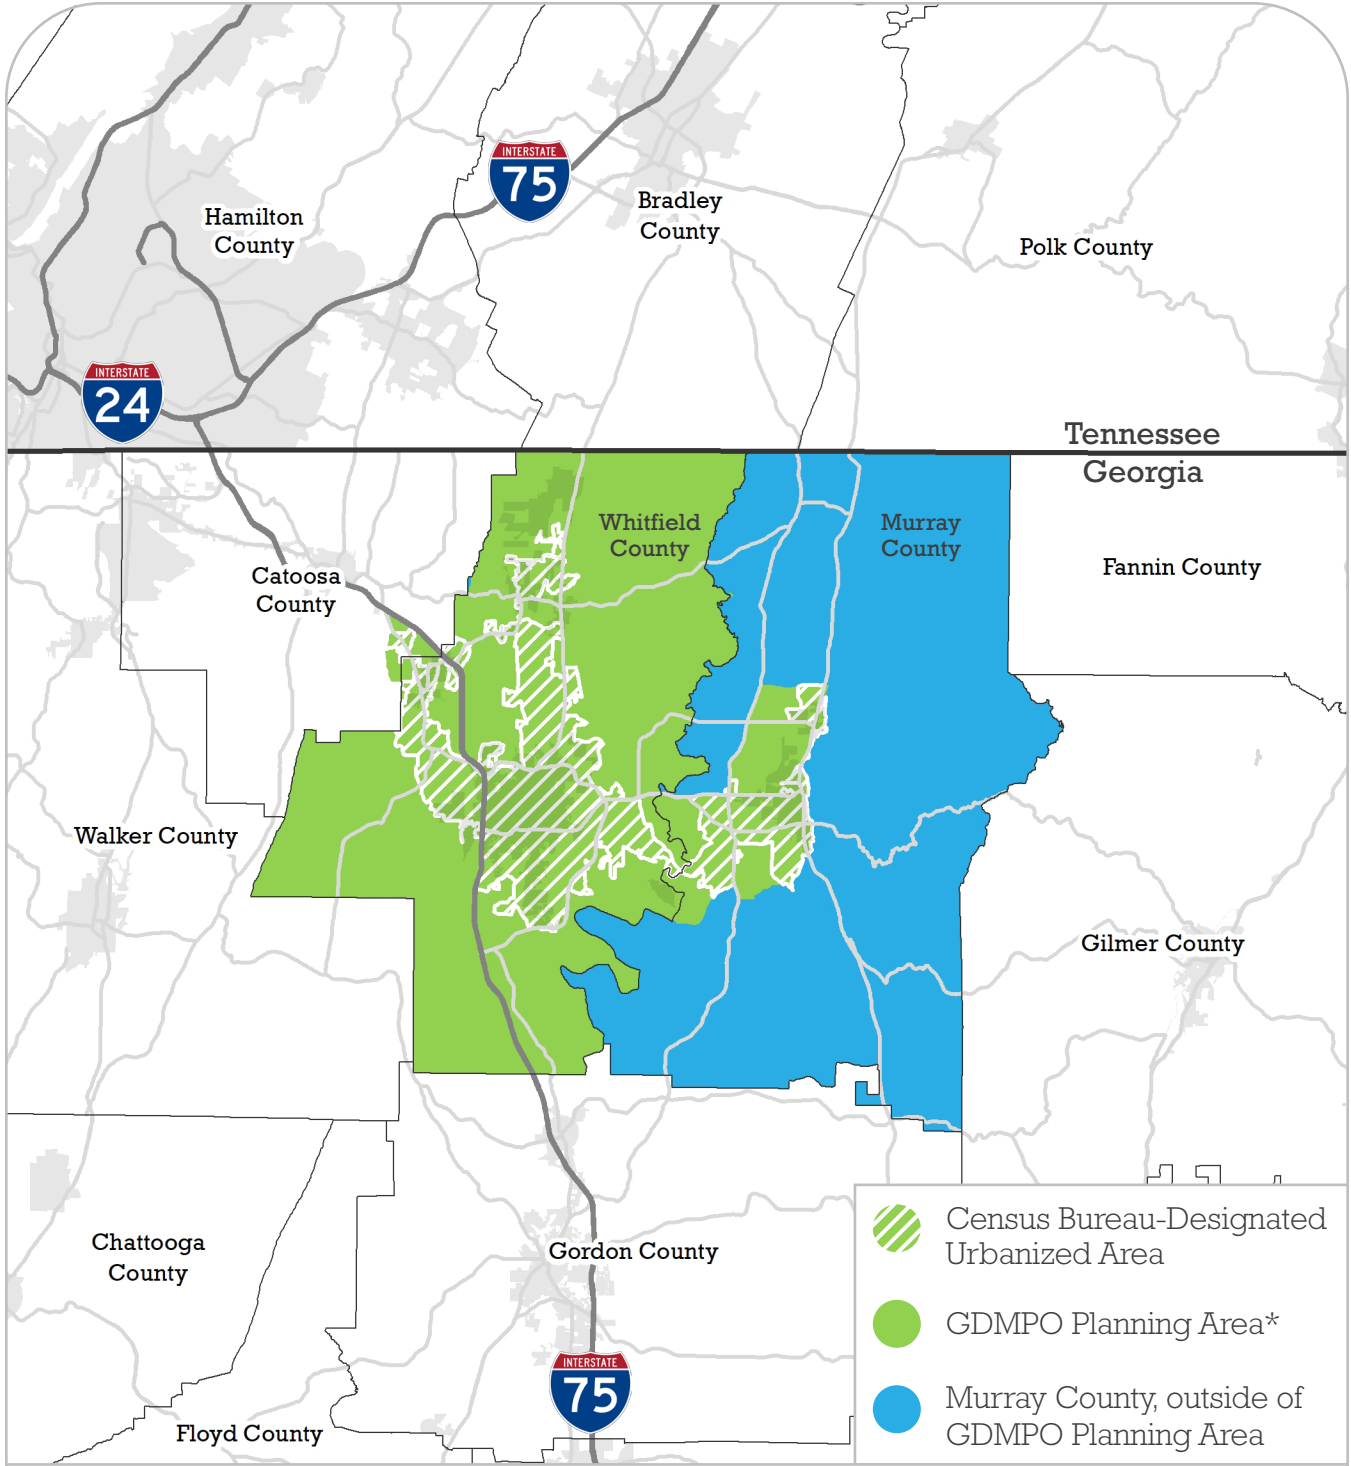 INTERSTATE
75
Hamilton
County
Bradley
County
Polk County
INTERSTATE
24
Tennessee
Georgia
Whitfield
County
Murray
County
Catoosa
County
Fannin County
Walker County
Gilmer County
Chattooga
County
Gordon County
INTERSTATE
75
Floyd County
Census Bureau-Designated
Urbanized Area
GDMPO Planning Area*
Murray County, outside of
GDMPO Planning Area